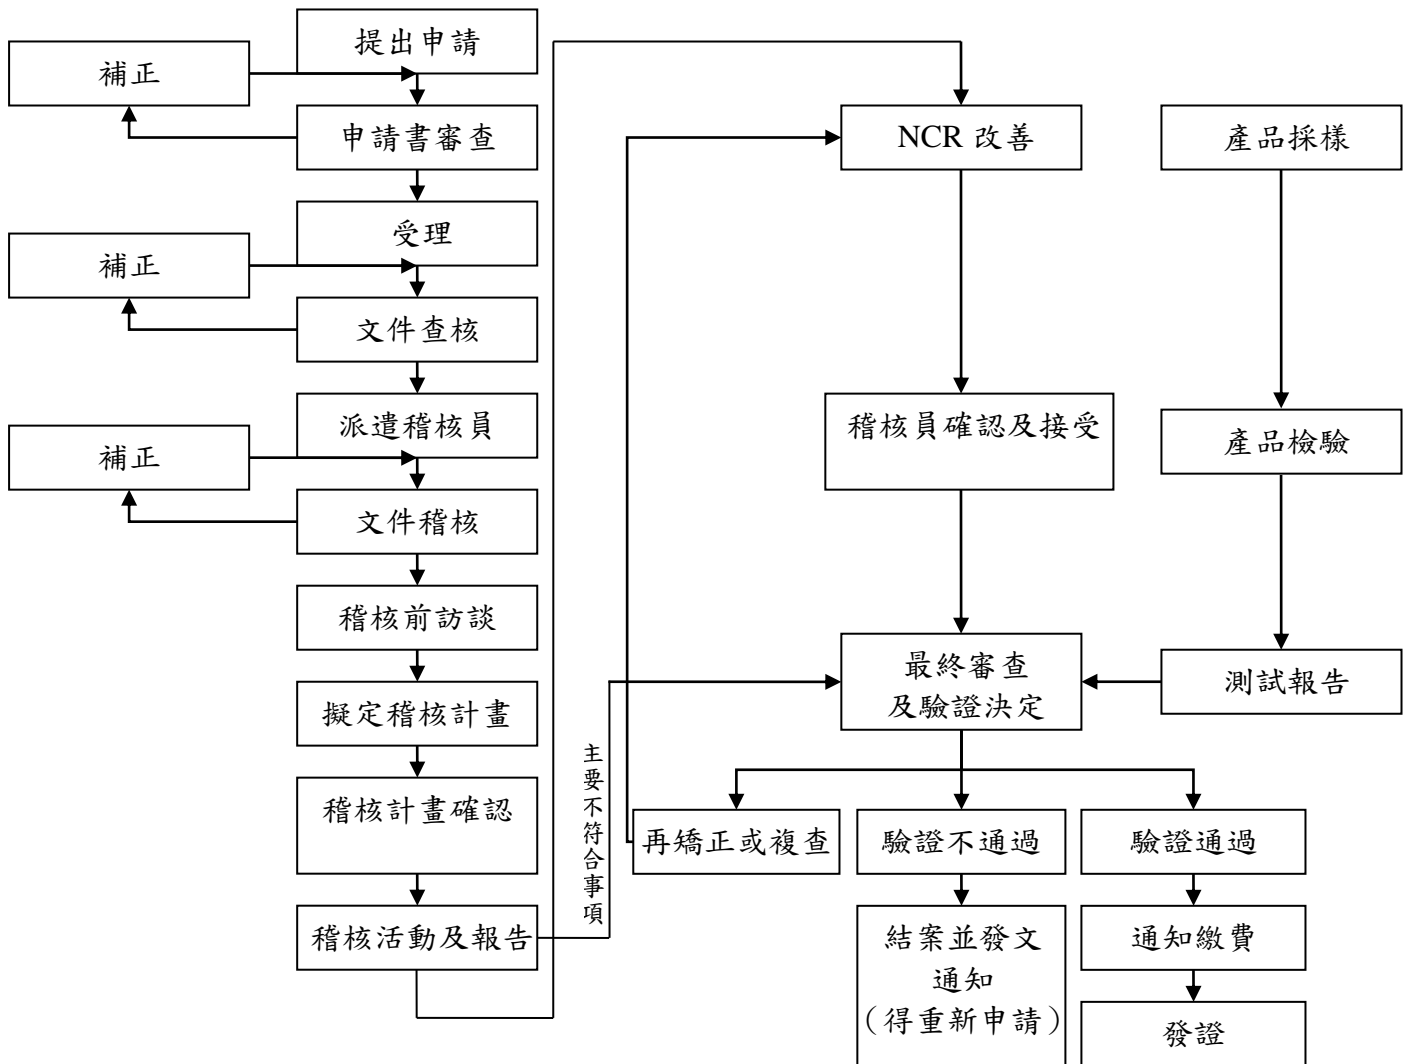 提出申請
補正
申請書審查
受理
補正
文件查核
派遣稽核員
補正
文件稽核
稽核前訪談
擬定稽核計畫
稽核計畫確認
稽核活動及報告
主要不符合事項
NCR 改善
稽核員確認及接受
最終審查
及驗證決定
產品採樣
產品檢驗
測試報告
再矯正或複查
驗證不通過
驗證通過
結案並發文
通知
（得重新申請）
通知繳費
發證